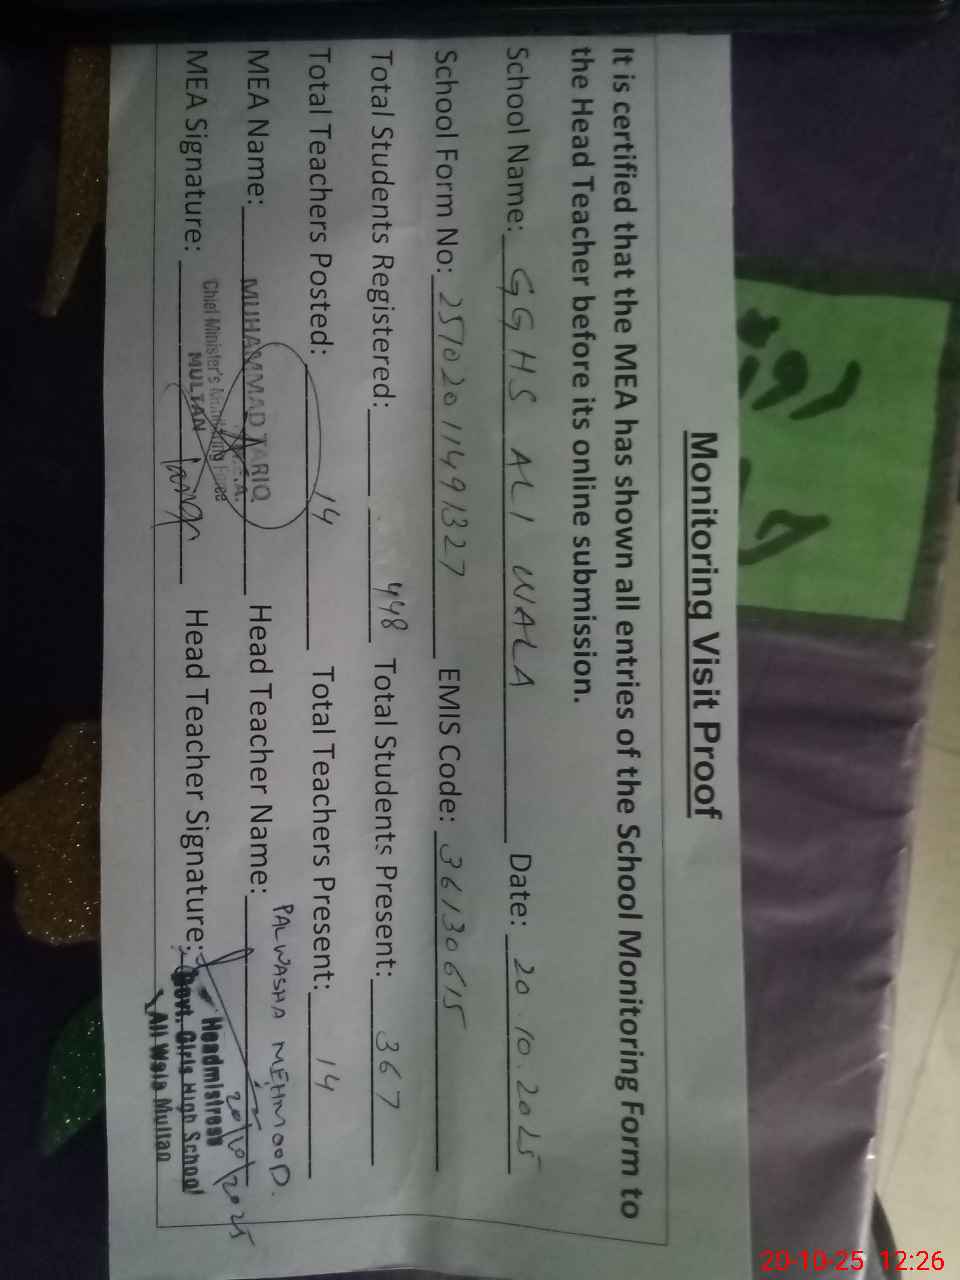 Monitoring Visit Proof
It is certified that the MEA has shown all entries of the School Monitoring Form to
the Head Teacher before its online submission.
School Name: GGHS ALI WALA Date: 20.10.2025
School Form No: 25702011491327 EMIS Code: 36130615
Total Students Registered: 448 Total Students Present: 367
Total Teachers Posted: 14 Total Teachers Present: 14
MEA Name: MUHAMMAD TARIQ Head Teacher Name: PALWASHA MEHMOOD.
M.E.A.
MEA Signature: Head Teacher Signature:
Chief Minister's Monitoring Force
MULTAN
Headmistress
20/10/2025
Govt. Girls High School
Ali Wala Multan
20-10-25 12:26